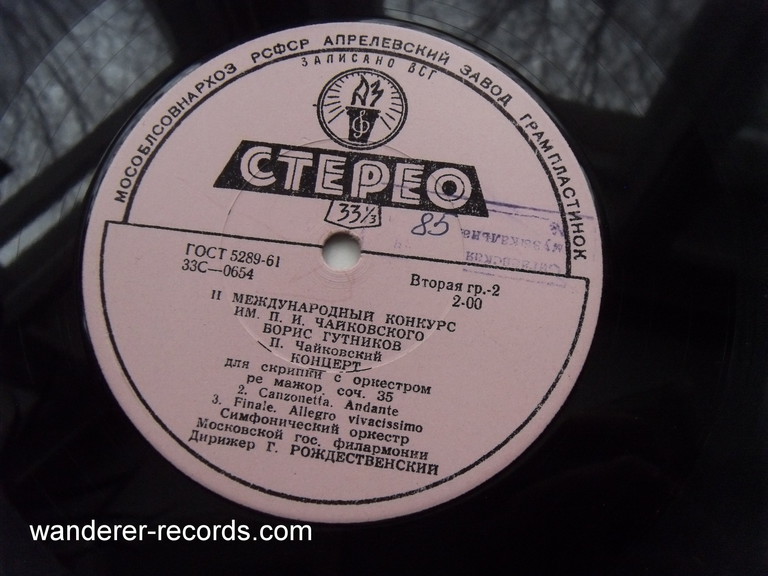 МОСОБЛСОВНАРХОЗ РСФСР АПРЕЛЕВСКИЙ ЗАВОД ГРАМПЛАСТИНОК
ЗАПИСАНО ВСГ
АЗ
СТЕРЕО
33⅓
85
ГОСТ 5289-61
33С—0654
Вторая гр.-2
2-00
II МЕЖДУНАРОДНЫЙ КОНКУРС
ИМ. П. И. ЧАЙКОВСКОГО
БОРИС ГУТНИКОВ
П. Чайковский
КОНЦЕРТ
для скрипки с оркестром
ре мажор, соч. 35
2. Canzonetta. Andante
3. Finale. Allegro vivacissimo
Симфонический оркестр
Московской гос. филармонии
Дирижер Г. РОЖДЕСТВЕНСКИЙ
wanderer-records.com